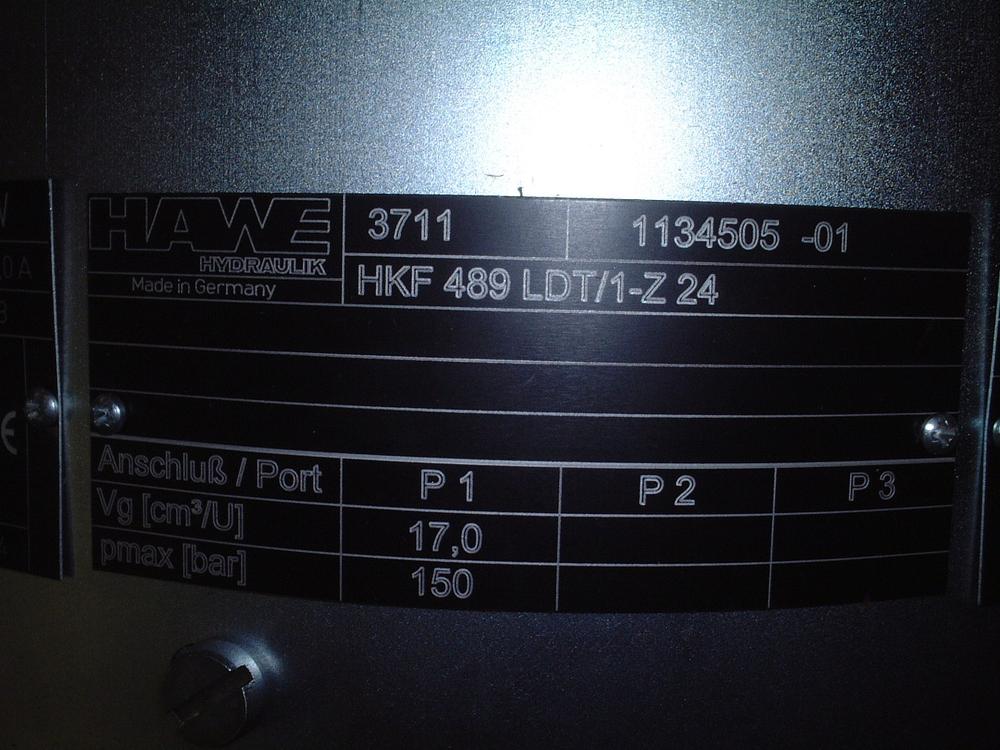 HAWE
HYDRAULIK
Made in Germany
3711 1134505 -01
HKF 489 LDT/1-Z 24
Anschluß / Port P 1 P 2 P 3
Vg [cm³/U] 17,0
pmax [bar] 150